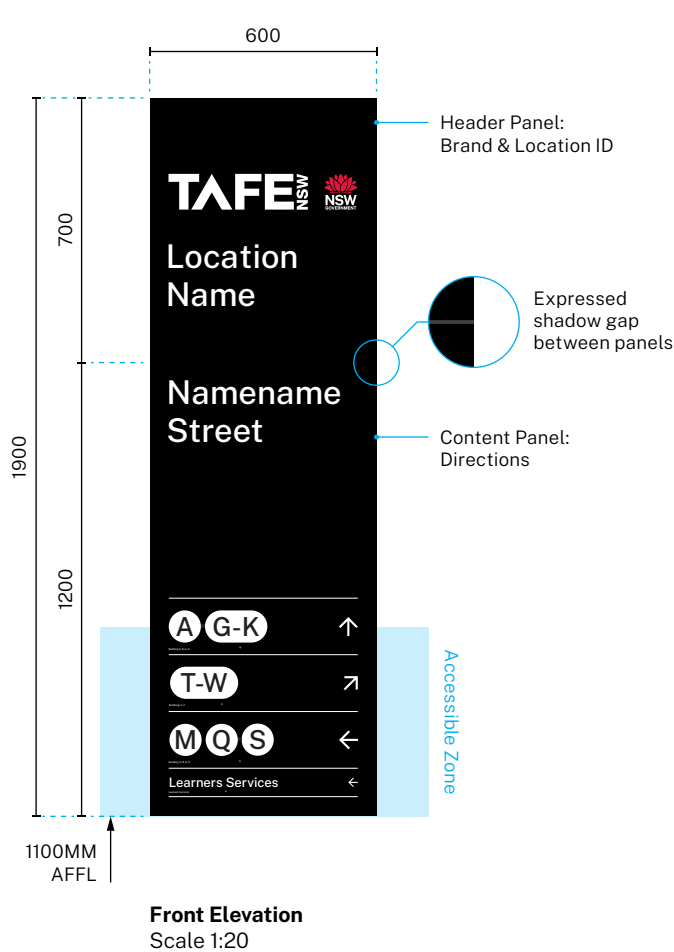 600
Header Panel:
Brand & Location ID
700
TAFE NSW
NSW
GOVERNMENT
Location
Name
Expressed
shadow gap
between panels
Namename
Street
Content Panel:
Directions
1900
1200
A G-K
T-W
M Q S
Learners Services
Accessible Zone
1100MM
AFFL
Front Elevation
Scale 1:20